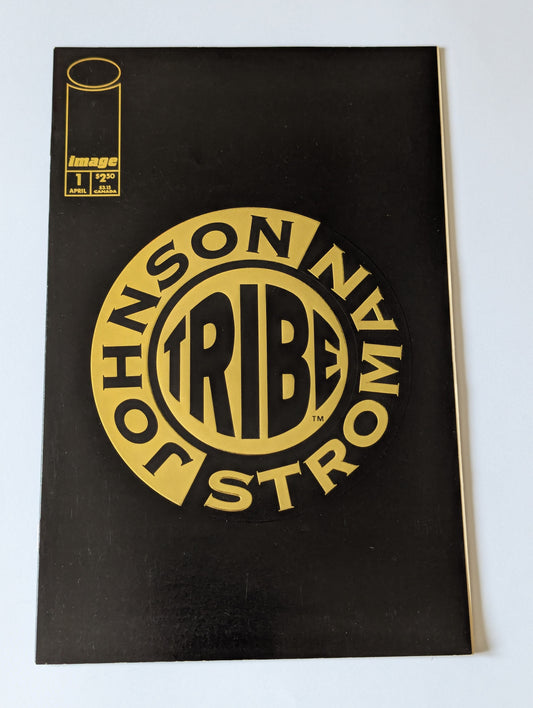 image
1
APRIL
$2.50
$3.15
CANADA
JOHNSON
TRIBE
TM
STROMAN